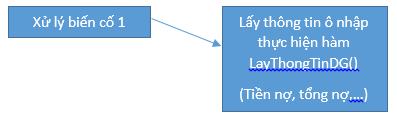 Xử lý biến cố 1
Lấy thông tin ô nhập
thực hiện hàm
LayThongTinDG()
(Tiền nợ, tổng nợ,...)